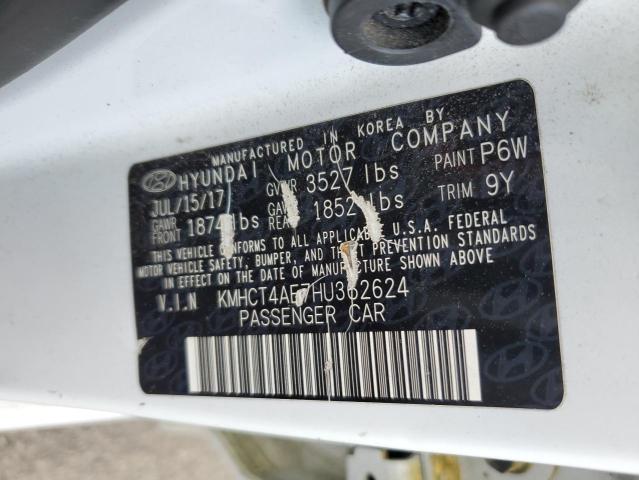 MANUFACTURED IN KOREA BY
HYUNDAI MOTOR COMPANY
JUL/15/17 GVWR 3527 lbs PAINT P6W
GAWR FRONT lbs GAWR REAR lbs TRIM 9Y
THIS VEHICLE CONFORMS TO ALL APPLICABLE U.S.A. FEDERAL
MOTOR VEHICLE SAFETY, BUMPER, AND THEFT PREVENTION STANDARDS
IN EFFECT ON THE DATE OF MANUFACTURE SHOWN ABOVE.
V.I.N KMHCT4AE7HU362624
PASSENGER CAR